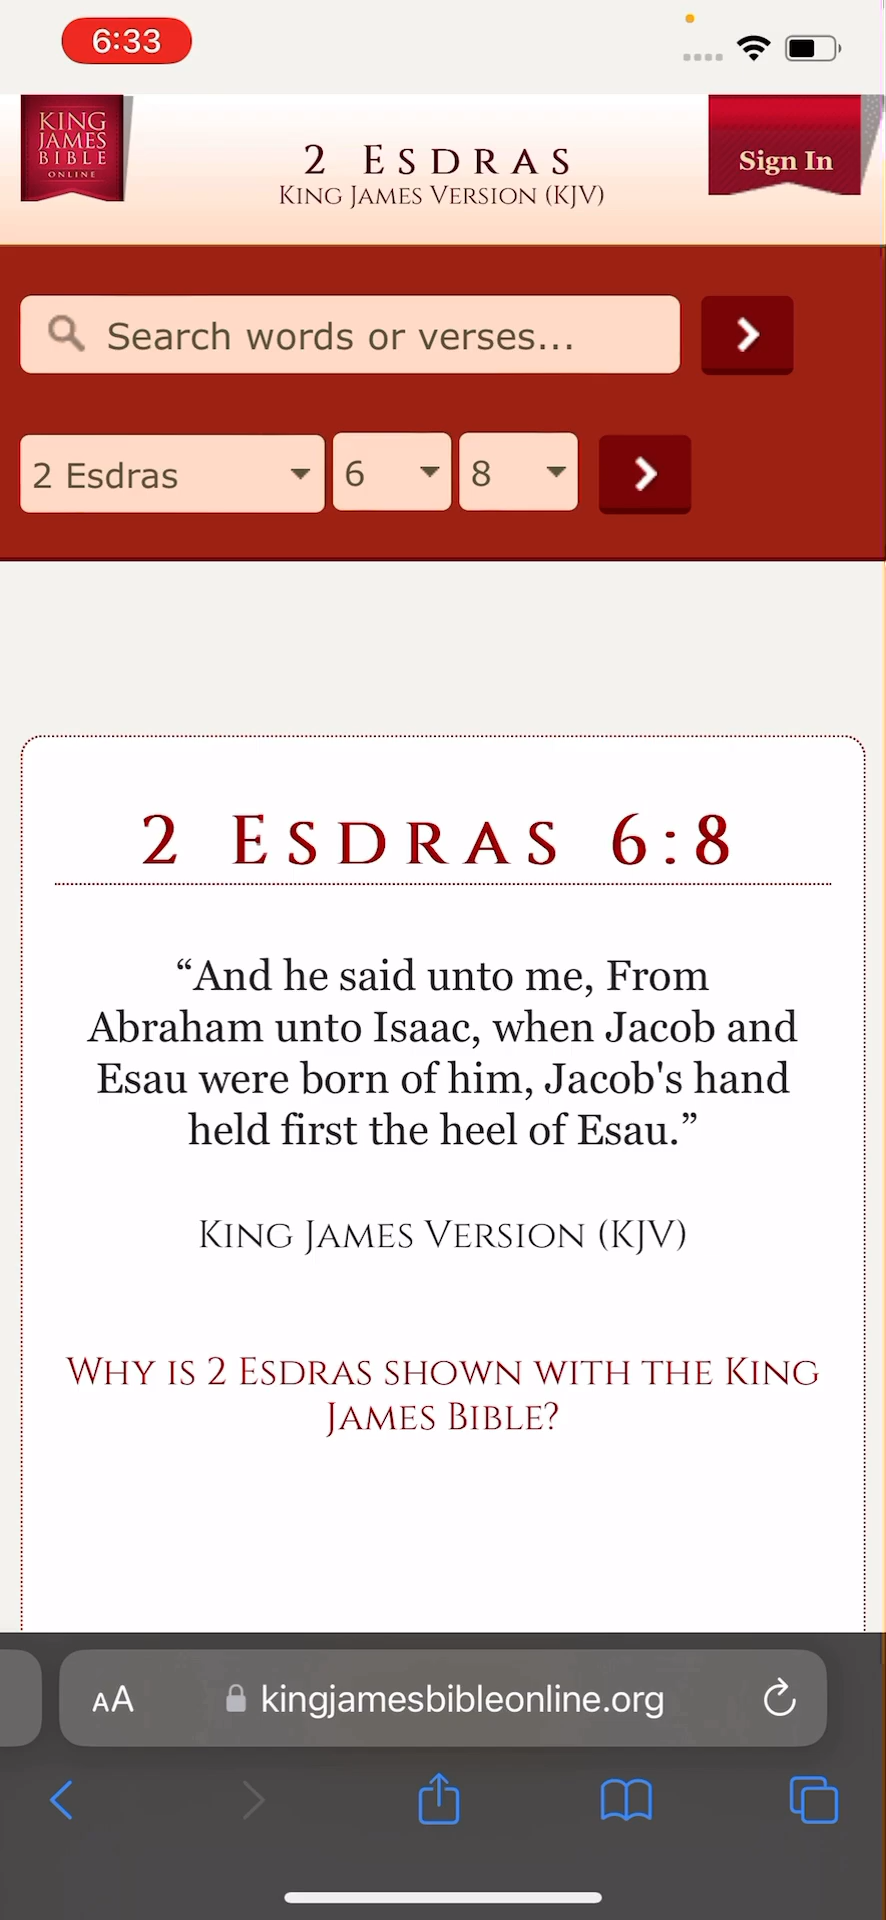 6:33
KING
JAMES
BIBLE
ONLINE
2 ESDRAS
KING JAMES VERSION (KJV)
Sign In
Search words or verses...
2 Esdras 6 8
2 ESDRAS 6:8
“And he said unto me, From
Abraham unto Isaac, when Jacob and
Esau were born of him, Jacob's hand
held first the heel of Esau.”
KING JAMES VERSION (KJV)
WHY IS 2 ESDRAS SHOWN WITH THE KING
JAMES BIBLE?
AA kingjamesbibleonline.org